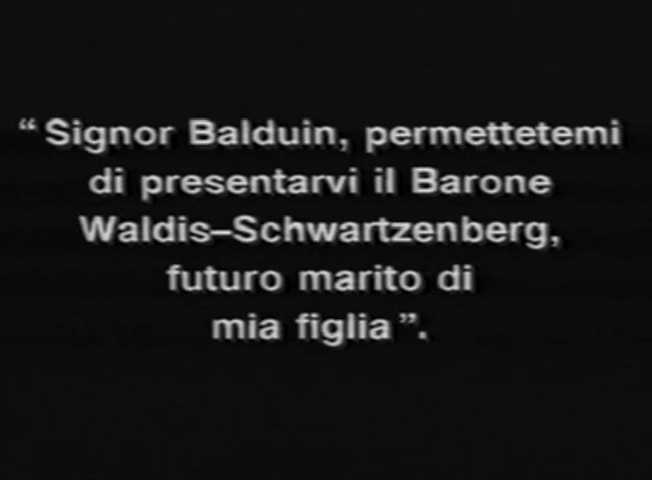 “Signor Balduin, permettetemi
di presentarvi il Barone
Waldis–Schwartzenberg,
futuro marito di
mia figlia”.